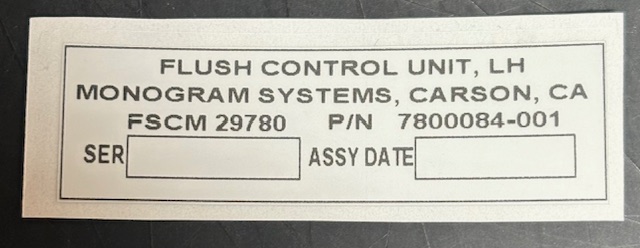 FLUSH CONTROL UNIT, LH
MONOGRAM SYSTEMS, CARSON, CA
FSCM 29780 P/N 7800084-001
SER ASSY DATE